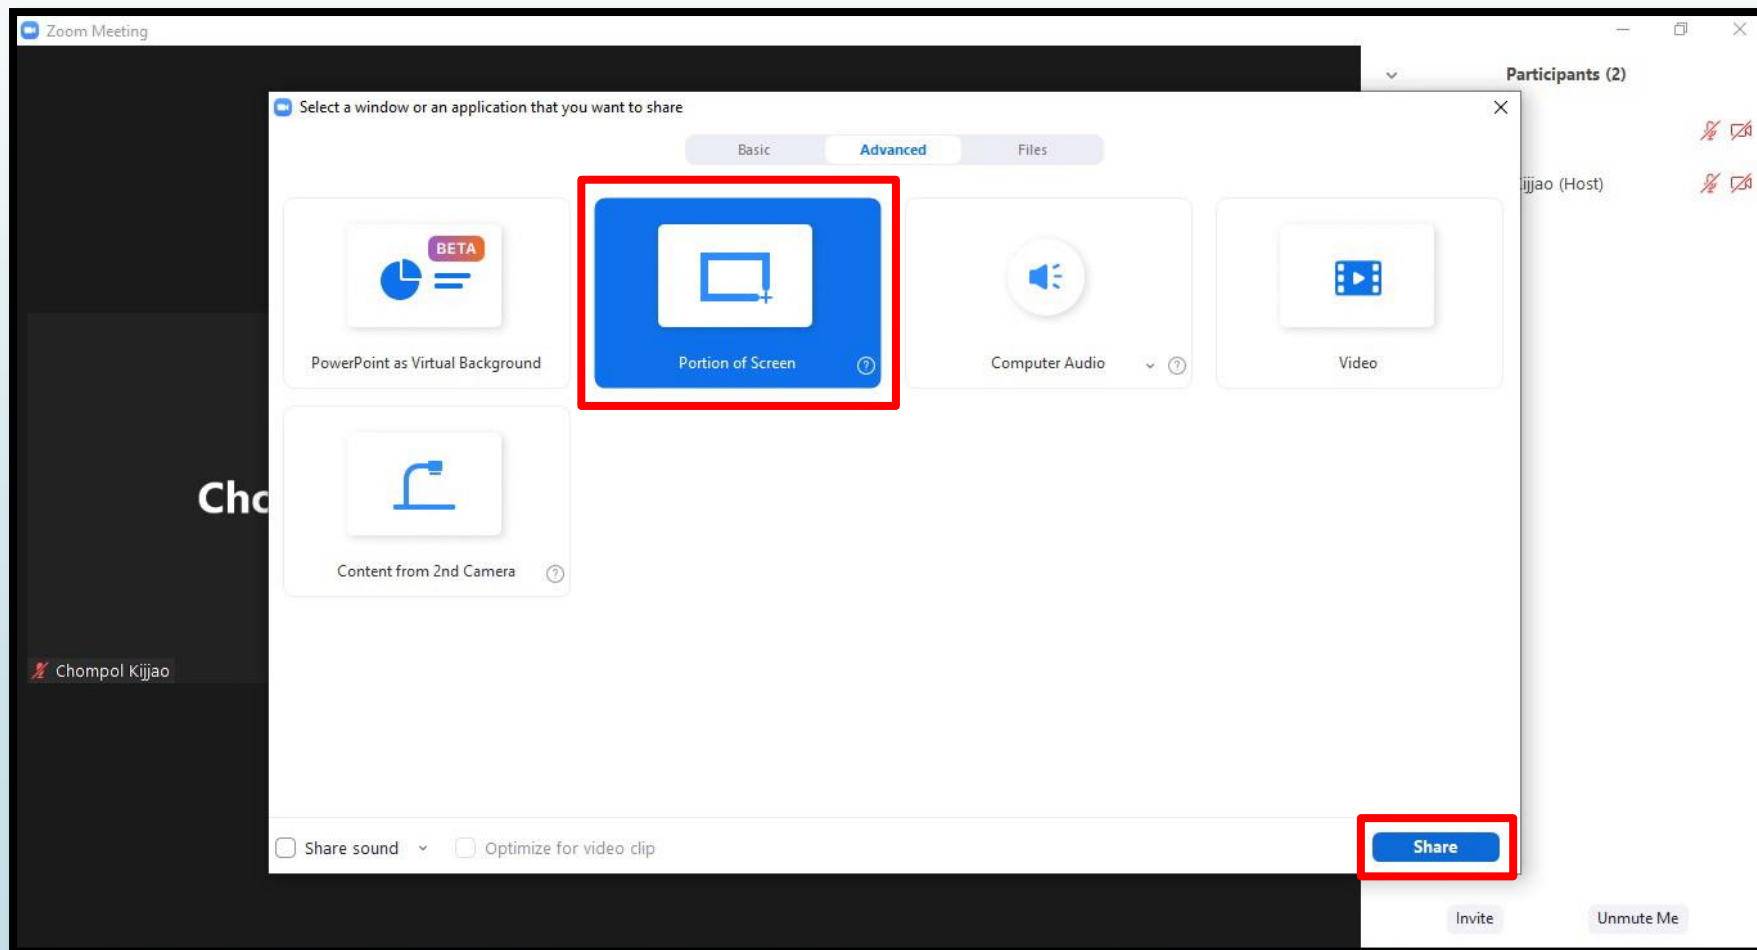 Zoom Meeting
Participants (2)
Select a window or an application that you want to share
Basic
Advanced
Files
ijjao (Host)
BETA
PowerPoint as Virtual Background
Portion of Screen
Computer Audio
Video
Cho
Content from 2nd Camera
Chompol Kijjao
Share sound
Optimize for video clip
Share
Invite
Unmute Me